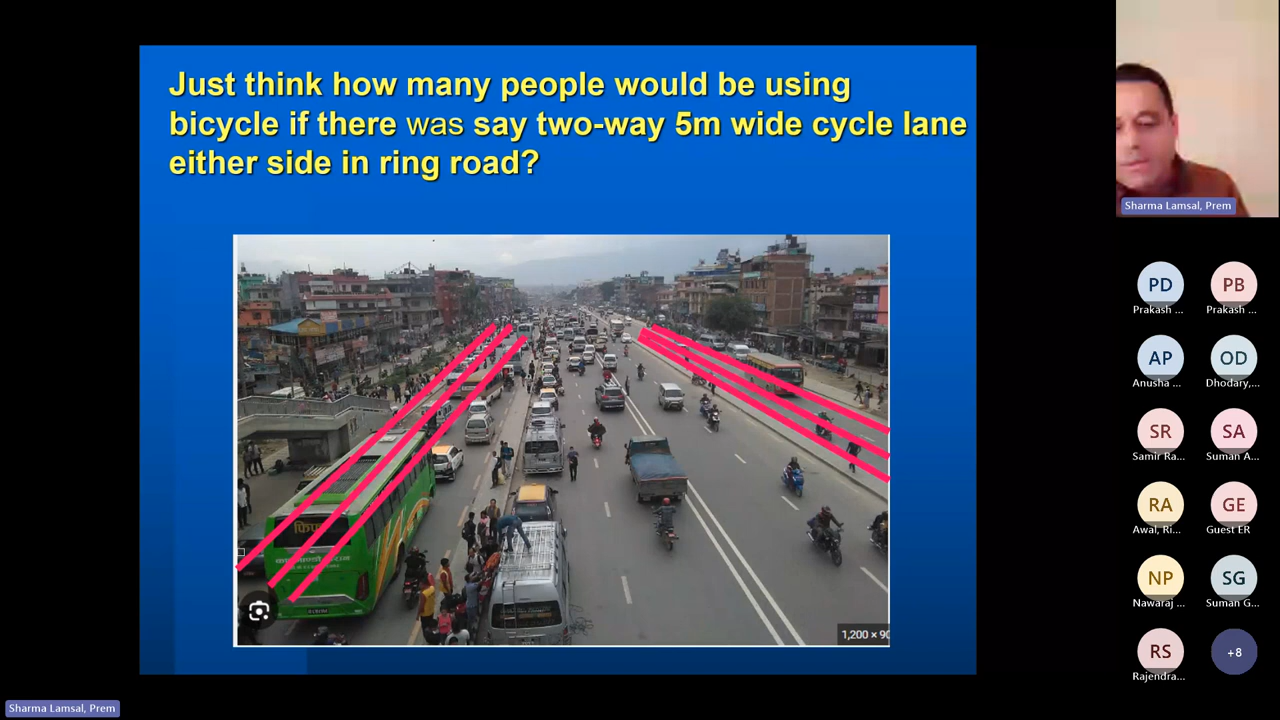 Just think how many people would be using
bicycle if there was say two-way 5m wide cycle lane
either side in ring road?
1,200 × 90
Sharma Lamsal, Prem
PD
Prakash ...
PB
Prakash ...
AP
Anusha ...
OD
Dhodary,...
SR
Samir Ra...
SA
Suman A...
RA
Awal, Ri...
GE
Guest ER
NP
Nawaraj ...
SG
Suman G...
RS
Rajendra...
+8
Sharma Lamsal, Prem